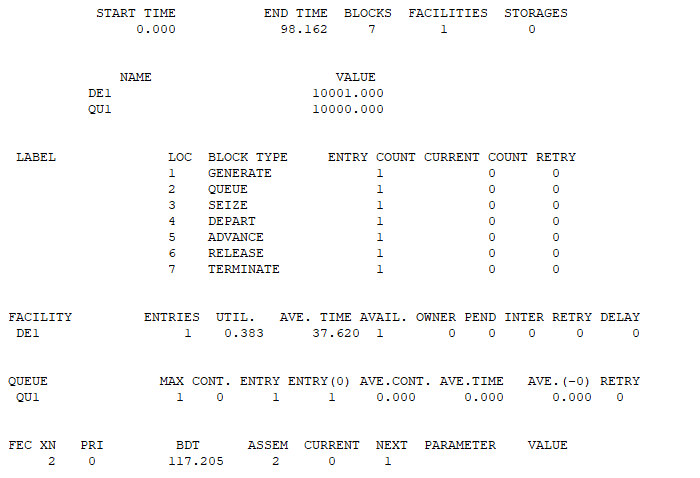 START TIME END TIME BLOCKS FACILITIES STORAGES
0.000 98.162 7 1 0
NAME VALUE
DE1 10001.000
QU1 10000.000
LABEL LOC BLOCK TYPE ENTRY COUNT CURRENT COUNT RETRY
1 GENERATE 1 0 0
2 QUEUE 1 0 0
3 SEIZE 1 0 0
4 DEPART 1 0 0
5 ADVANCE 1 0 0
6 RELEASE 1 0 0
7 TERMINATE 1 0 0
FACILITY ENTRIES UTIL. AVE. TIME AVAIL. OWNER PEND INTER RETRY DELAY
DE1 1 0.383 37.620 1 0 0 0 0 0
QUEUE MAX CONT. ENTRY ENTRY(0) AVE.CONT. AVE.TIME AVE.(-0) RETRY
QU1 1 0 1 1 0.000 0.000 0.000 0
FEC XN PRI BDT ASSEM CURRENT NEXT PARAMETER VALUE
2 0 117.205 2 0 1